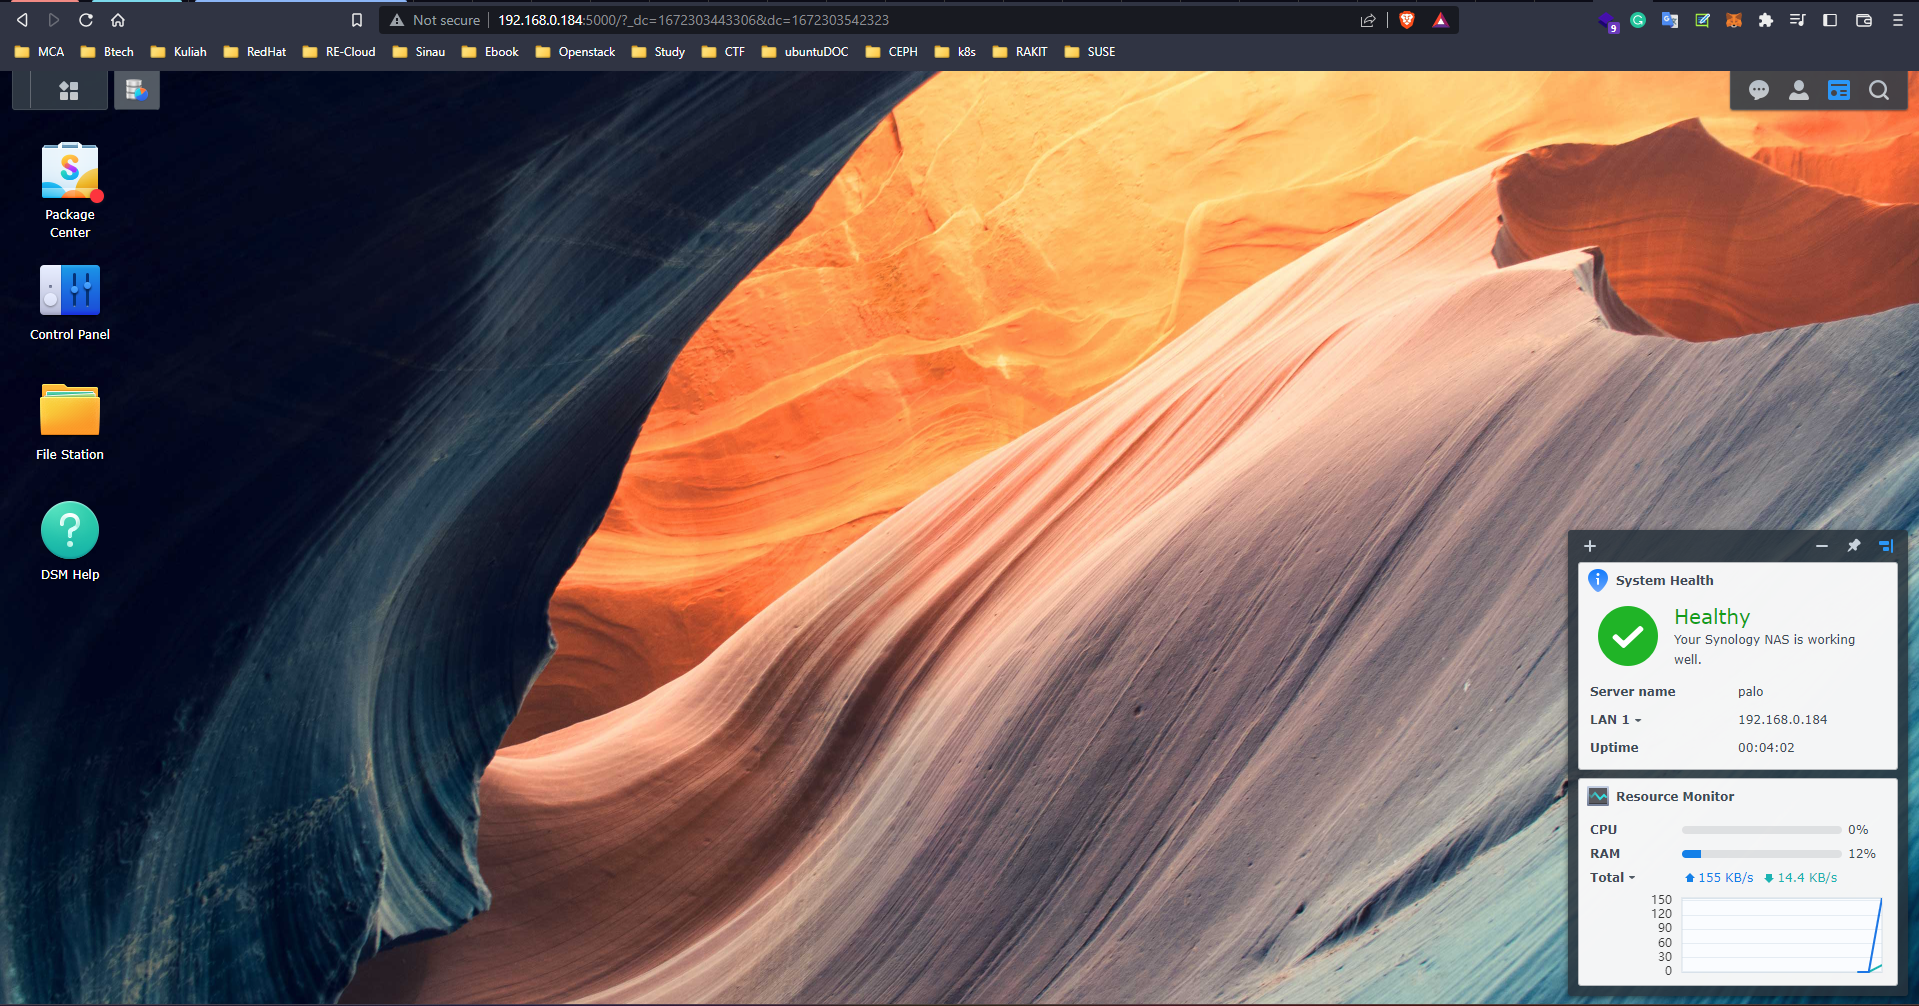 Not secure
192.168.0.184:5000/?_dc=1672303443306&dc=1672303542323
9
MCA Btech Kuliah RedHat RE-Cloud Sinau Ebook Openstack Study CTF ubuntuDOC CEPH k8s RAKIT SUSE
S
Package
Center
Control Panel
File Station
?
DSM Help
System Health
Healthy
Your Synology NAS is working
well.
Server name palo
LAN 1 192.168.0.184
Uptime 00:04:02
Resource Monitor
CPU 0%
RAM 12%
Total 155 KB/s 14.4 KB/s
150
120
90
60
30
0